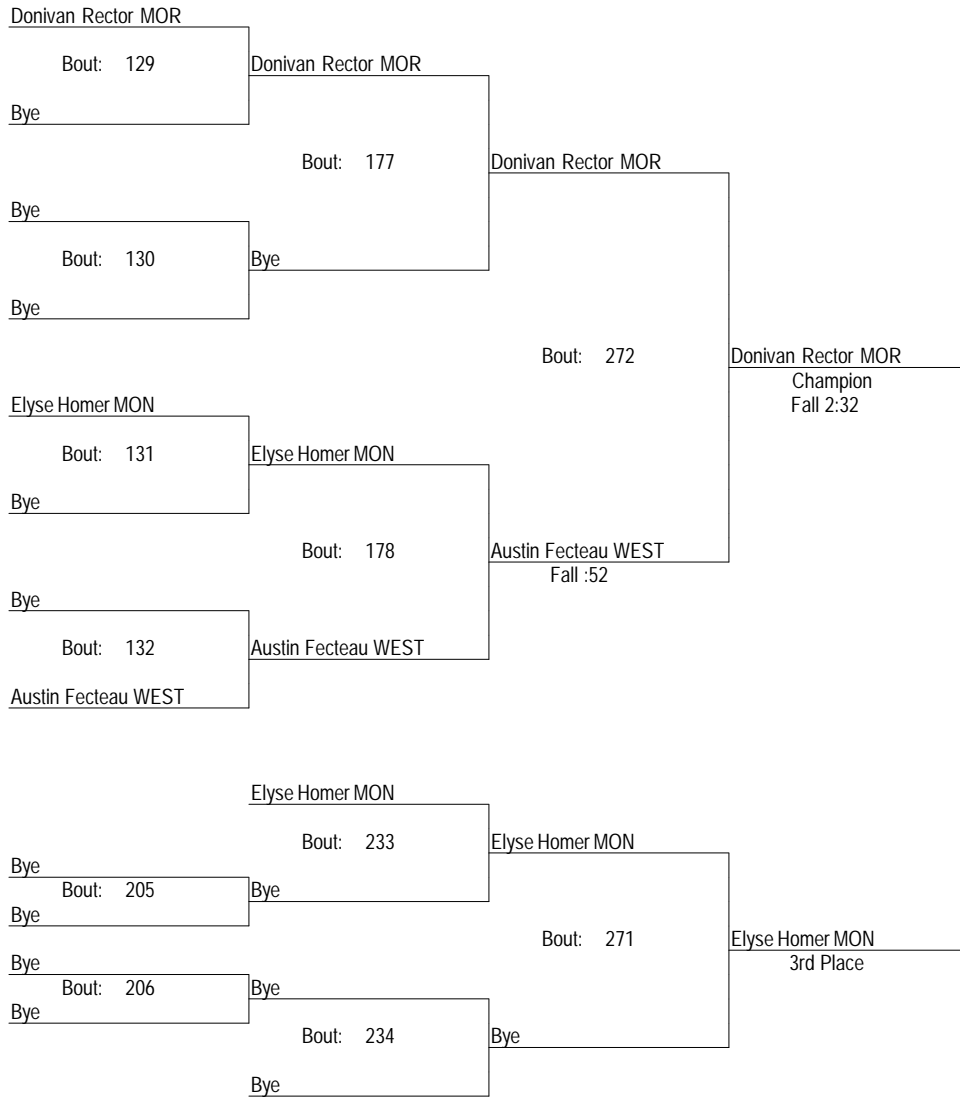 Donivan Rector MOR
Bout: 129
Donivan Rector MOR
Bye
Bout: 177
Donivan Rector MOR
Bye
Bout: 130
Bye
Bye
Bout: 272
Donivan Rector MOR
Champion
Fall 2:32
Elyse Homer MON
Bout: 131
Elyse Homer MON
Bye
Bout: 178
Austin Fecteau WEST
Fall :52
Bye
Bout: 132
Austin Fecteau WEST
Austin Fecteau WEST
Elyse Homer MON
Bout: 233
Elyse Homer MON
Bye
Bout: 205
Bye
Bye
Bout: 271
Elyse Homer MON
3rd Place
Bye
Bout: 206
Bye
Bye
Bout: 234
Bye
Bye